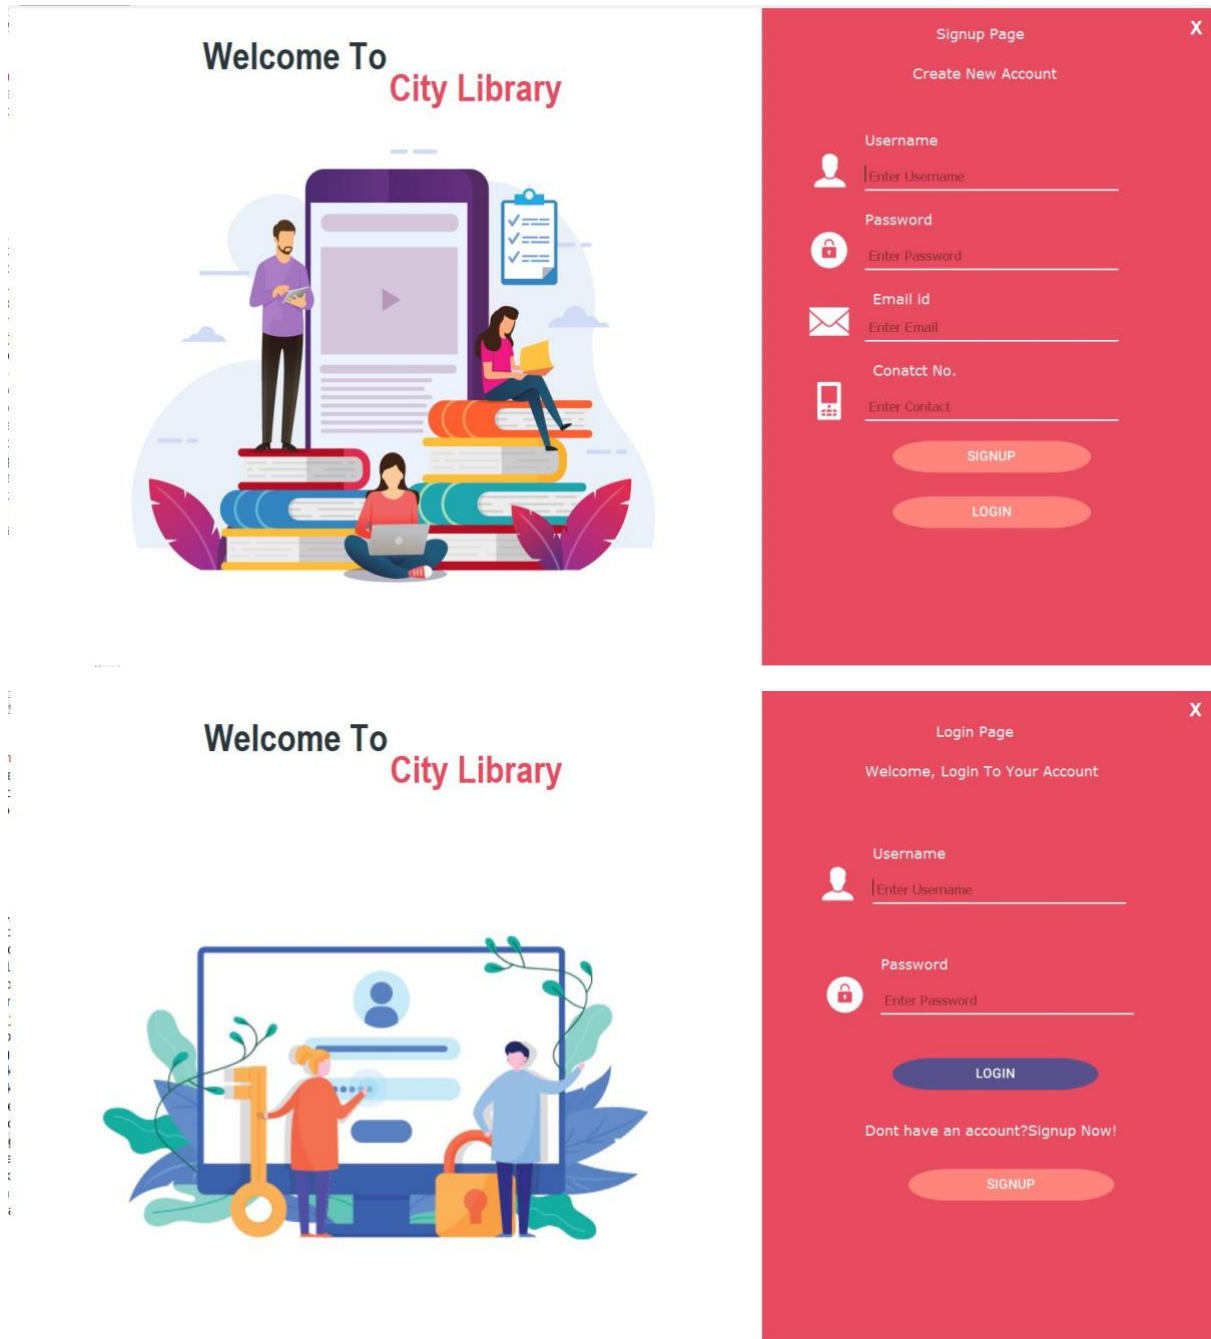 Welcome To
City Library
X
Signup Page
Create New Account
Username
Enter Username
Password
Enter Password
Email id
Enter Email
Conatct No.
Enter Contact
SIGNUP
LOGIN
Welcome To
City Library
X
Login Page
Welcome, Login To Your Account
Username
Enter Username
Password
Enter Password
LOGIN
Dont have an account?Signup Now!
SIGNUP